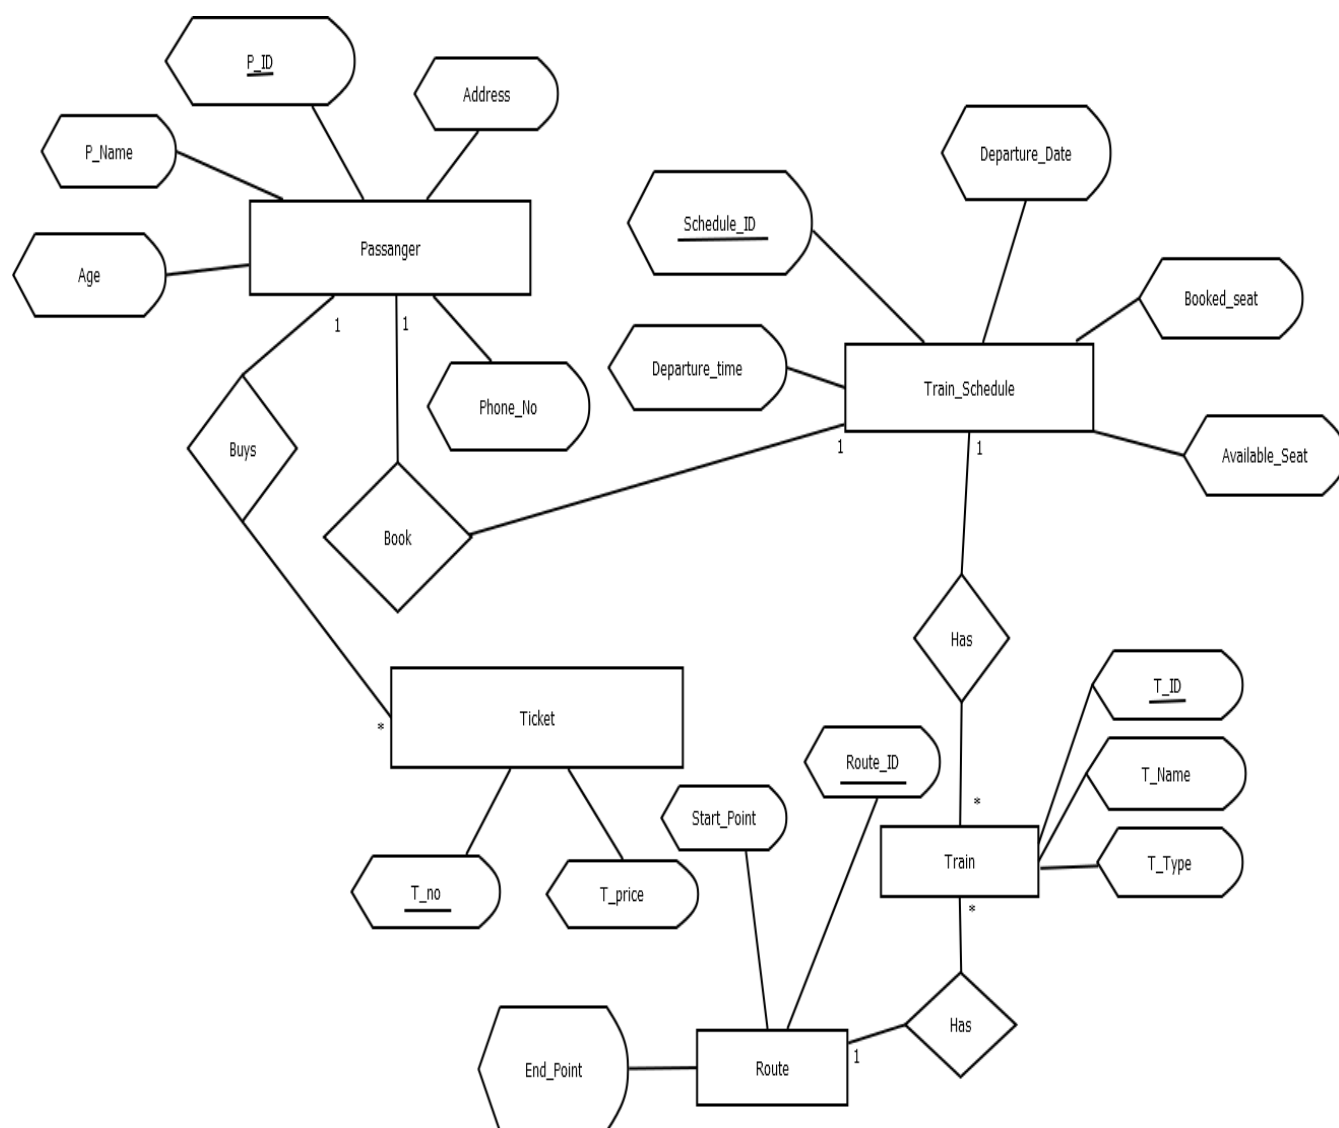 P_ID
Address
P_Name
Departure_Date
Schedule_ID
Passanger
Age
Booked_seat
1
1
Departure_time
Train_Schedule
Phone_No
1
1
Buys
Available_Seat
Book
Has
T_ID
Ticket
*
Route_ID
T_Name
*
Start_Point
Train
T_Type
T_no
T_price
*
Has
1
End_Point
Route